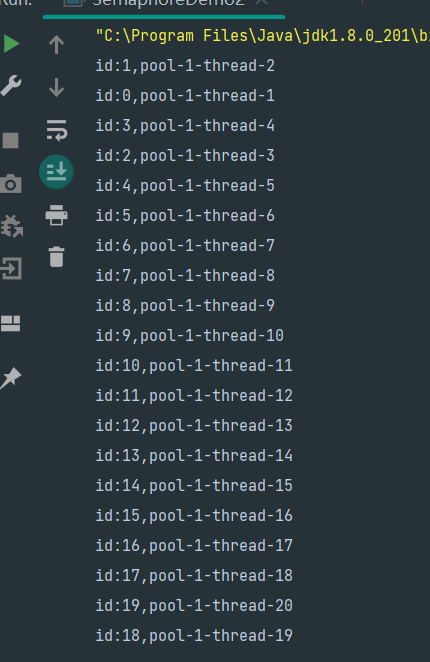 Run:
SemaphoreDemo2
"C:\Program Files\Java\jdk1.8.0_201\b
id:1,pool-1-thread-2
id:0,pool-1-thread-1
id:3,pool-1-thread-4
id:2,pool-1-thread-3
id:4,pool-1-thread-5
id:5,pool-1-thread-6
id:6,pool-1-thread-7
id:7,pool-1-thread-8
id:8,pool-1-thread-9
id:9,pool-1-thread-10
id:10,pool-1-thread-11
id:11,pool-1-thread-12
id:12,pool-1-thread-13
id:13,pool-1-thread-14
id:14,pool-1-thread-15
id:15,pool-1-thread-16
id:16,pool-1-thread-17
id:17,pool-1-thread-18
id:19,pool-1-thread-20
id:18,pool-1-thread-19